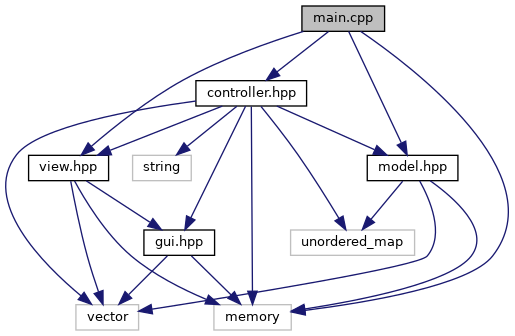 main.cpp
controller.hpp
view.hpp
string
model.hpp
gui.hpp
unordered_map
vector
memory